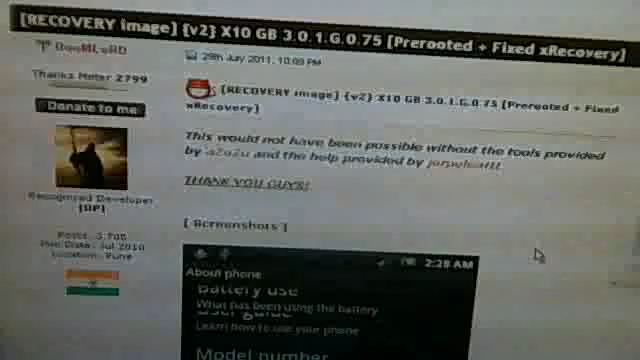 [RECOVERY image] {v2} X10 GB 3.0.1.G.0.75 [Prerooted + Fixed xRecovery]
DooMLoRD
28th July 2011, 10:09 PM
Thanks Meter 2799
[RECOVERY image] {v2} X10 GB 3.0.1.G.0.75 [Prerooted + Fixed
xRecovery]
Donate to me
This would not have been possible without the tools provided
by and the help provided by
THANK YOU GUYS!
Recognized Developer
[RP]
[ Screenshots ]
Posts:
Join Date: Jul 2010
Location: Pune
2:28 AM
About phone
Battery use
What has been using the battery
User guide
Learn how to use your phone
Model number